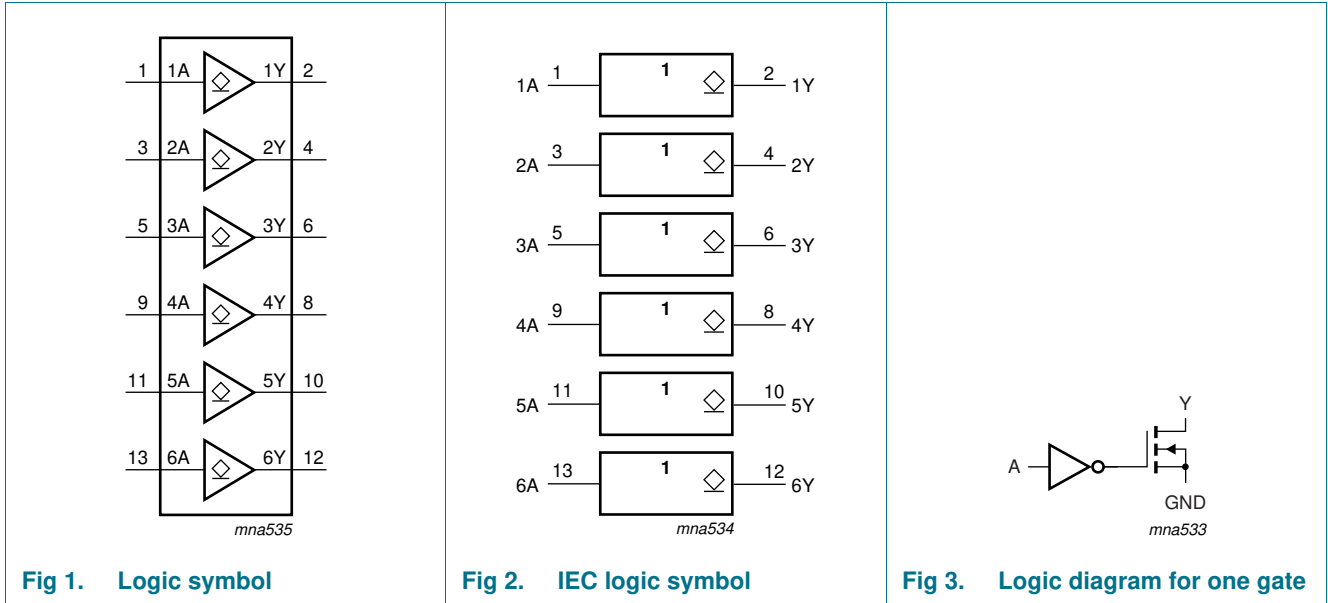 1 1A 1Y 2
3 2A 2Y 4
5 3A 3Y 6
9 4A 4Y 8
11 5A 5Y 10
13 6A 6Y 12
mna535
Fig 1. Logic symbol
1A 1 1 2 1Y
2A 3 1 4 2Y
3A 5 1 6 3Y
4A 9 1 8 4Y
5A 11 1 10 5Y
6A 13 1 12 6Y
mna534
Fig 2. IEC logic symbol
Y
A
GND
mna533
Fig 3. Logic diagram for one gate